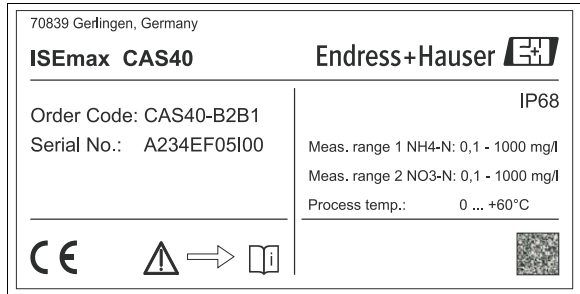 70839 Gerlingen, Germany
ISEmax CAS40
Endress+Hauser
Order Code: CAS40-B2B1
Serial No.: A234EF05I00
IP68
Meas. range 1 NH4-N: 0,1 - 1000 mg/l
Meas. range 2 NO3-N: 0,1 - 1000 mg/l
Process temp.: 0 ... +60°C
CE
i